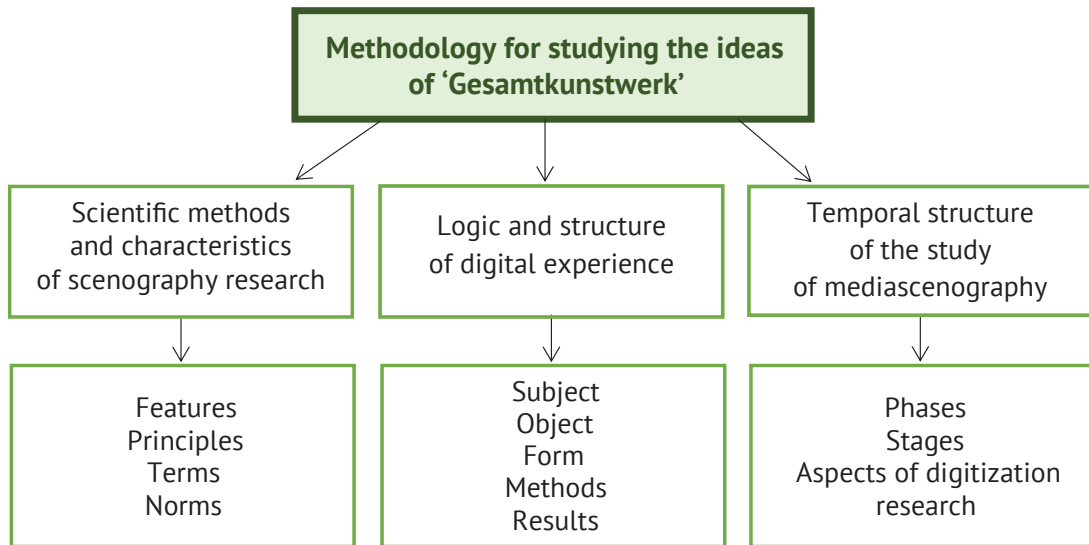 Methodology for studying the ideas
of ‘Gesamtkunstwerk’
Scientific methods
and characteristics
of scenography research
Logic and structure
of digital experience
Temporal structure
of the study
of mediascenography
Features
Principles
Terms
Norms
Subject
Object
Form
Methods
Results
Phases
Stages
Aspects of digitization
research